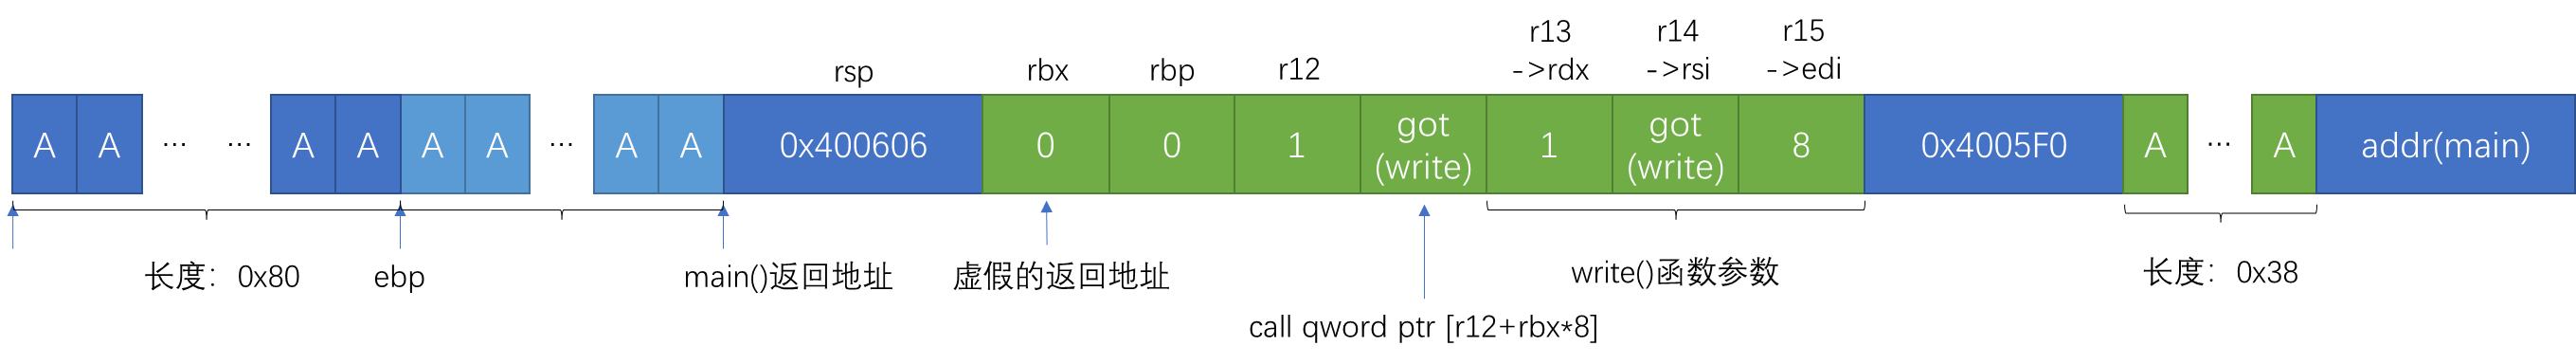 rsp
rbx
rbp
r12
r13
->rdx
r14
->rsi
r15
->edi
A A ... ... A A A A ... A A 0x400606 0 0 1 got (write) 1 got (write) 8 0x4005F0 A ... A addr(main)
长度：0x80
ebp
main()返回地址
虚假的返回地址
call qword ptr [r12+rbx*8]
write()函数参数
长度：0x38